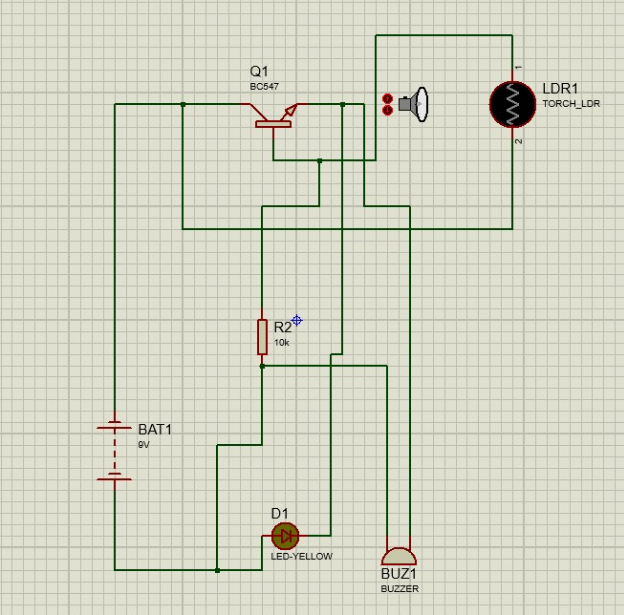 Q1
BC547
1
LDR1
TORCH_LDR
2
R2
10k
BAT1
9V
D1
LED-YELLOW
BUZ1
BUZZER